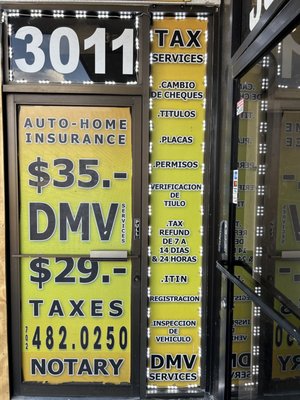 3011
AUTO-HOME
INSURANCE
$35.-
DMV
SERVICES
$29.-
TAXES
702
482.0250
NOTARY
TAX
SERVICES
.CAMBIO
DE CHEQUES
.TITULOS
.PLACAS
.PERMISOS
VERIFICACION
DE
TIULO
.TAX
REFUND
DE 7 A
14 DIAS
& 24 HORAS
.ITIN
REGISTRACION
.INSPECCION
DE
VEHICULO
DMV
SERVICES